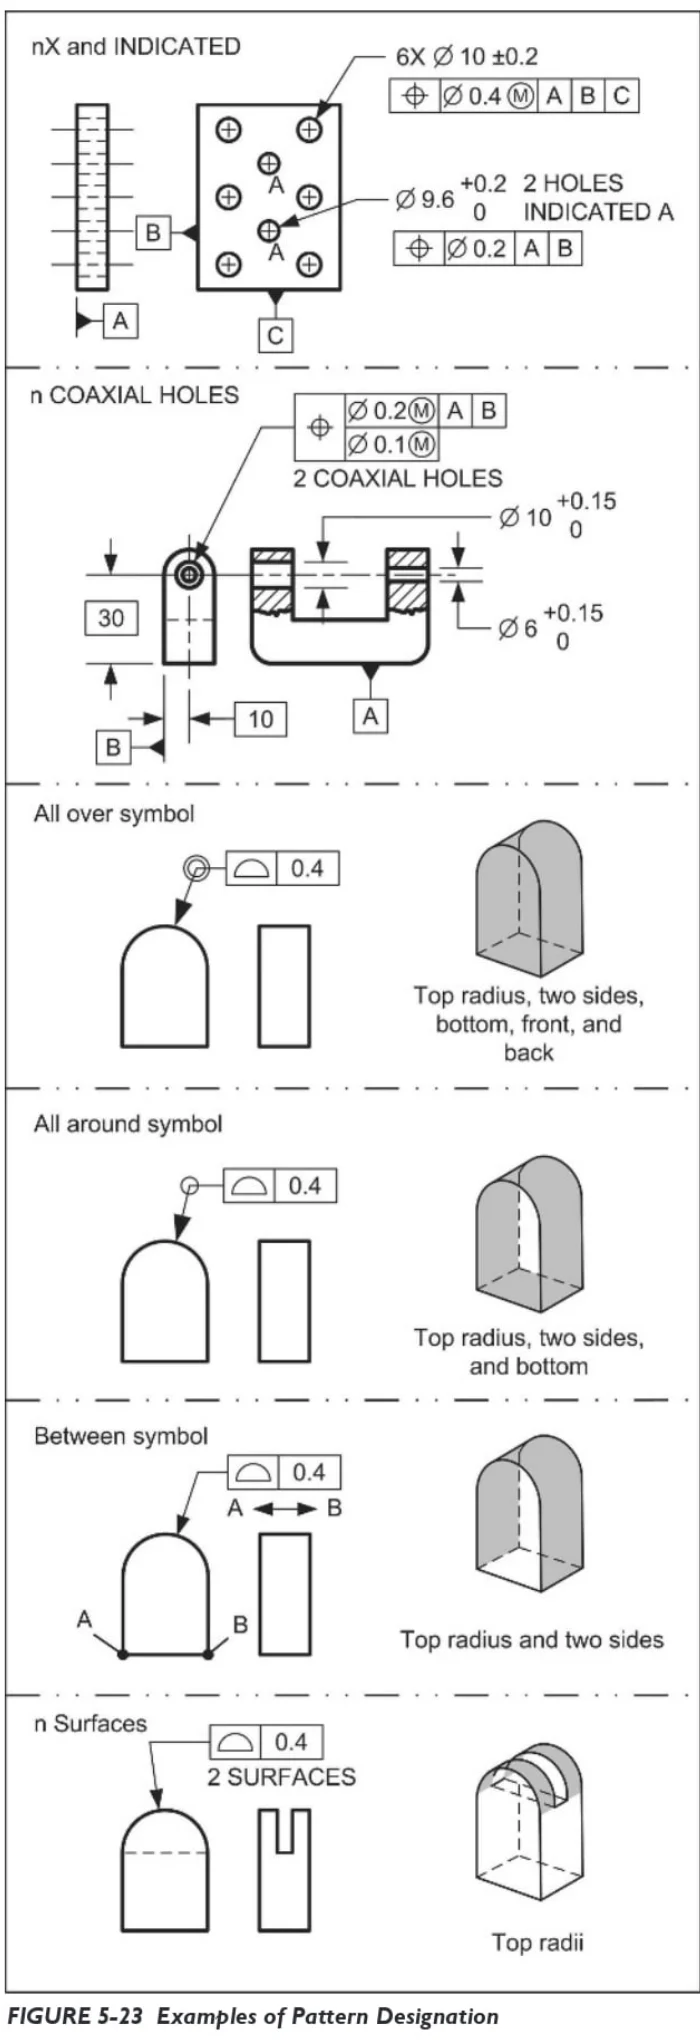 nX and INDICATED
6X ⌀ 10 ±0.2
⌖ ⌀ 0.4 Ⓜ A B C
⌀ 9.6 +0.2 0 2 HOLES
INDICATED A
⌖ ⌀ 0.2 A B
A
A
B
A
C
n COAXIAL HOLES
⌖ ⌀ 0.2 Ⓜ A B
⌀ 0.1 Ⓜ
2 COAXIAL HOLES
⌀ 10 +0.15 0
30
⌀ 6 +0.15 0
10
A
B
All over symbol
⌓ 0.4
Top radius, two sides,
bottom, front, and
back
All around symbol
⌓ 0.4
Top radius, two sides,
and bottom
Between symbol
⌓ 0.4
A ↔ B
A
B
Top radius and two sides
n Surfaces
⌓ 0.4
2 SURFACES
Top radii
FIGURE 5-23 Examples of Pattern Designation